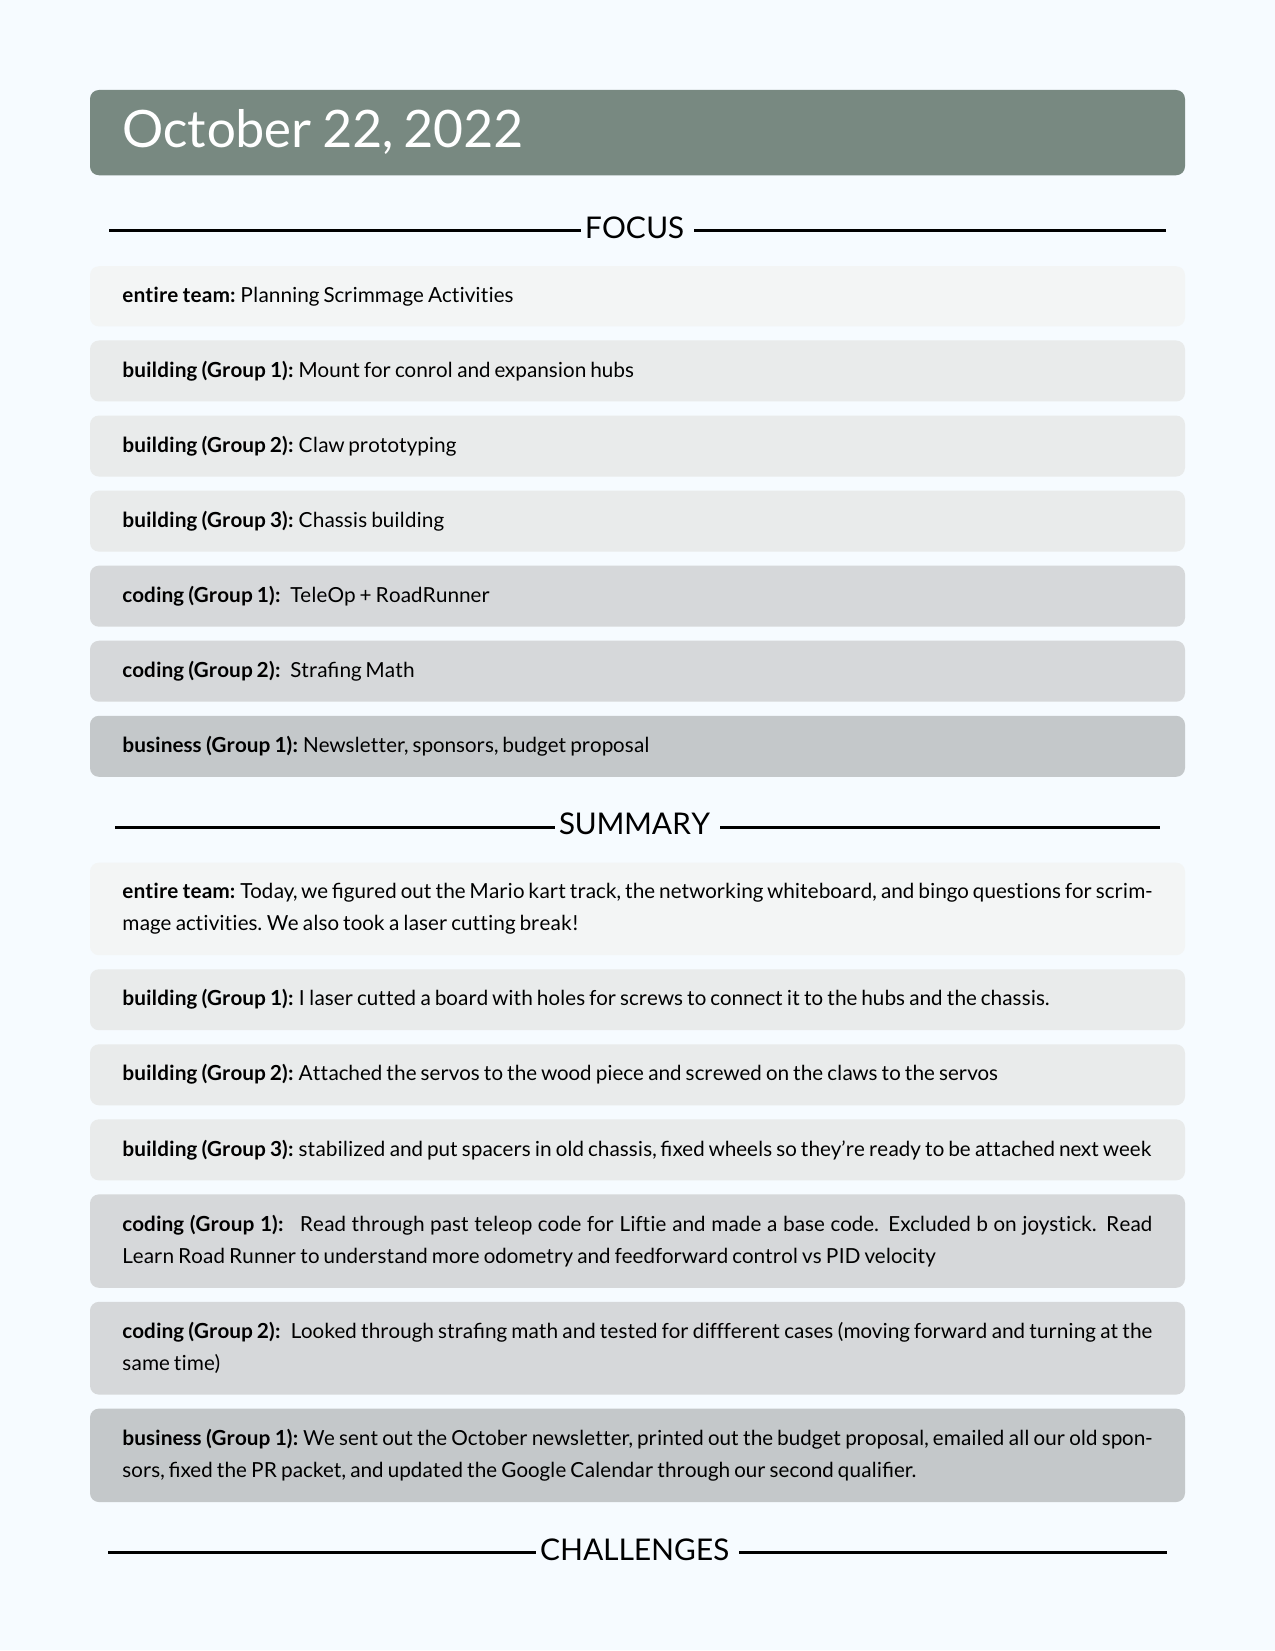 October 22, 2022
FOCUS
entire team: Planning Scrimmage Activities
building (Group 1): Mount for conrol and expansion hubs
building (Group 2): Claw prototyping
building (Group 3): Chassis building
coding (Group 1): TeleOp + RoadRunner
coding (Group 2): Strafing Math
business (Group 1): Newsletter, sponsors, budget proposal
SUMMARY
entire team: Today, we figured out the Mario kart track, the networking whiteboard, and bingo questions for scrim-
mage activities. We also took a laser cutting break!
building (Group 1): I laser cutted a board with holes for screws to connect it to the hubs and the chassis.
building (Group 2): Attached the servos to the wood piece and screwed on the claws to the servos
building (Group 3): stabilized and put spacers in old chassis, fixed wheels so they’re ready to be attached next week
coding (Group 1): Read through past teleop code for Liftie and made a base code. Excluded b on joystick. Read
Learn Road Runner to understand more odometry and feedforward control vs PID velocity
coding (Group 2): Looked through strafing math and tested for diffferent cases (moving forward and turning at the
same time)
business (Group 1): We sent out the October newsletter, printed out the budget proposal, emailed all our old spon-
sors, fixed the PR packet, and updated the Google Calendar through our second qualifier.
CHALLENGES